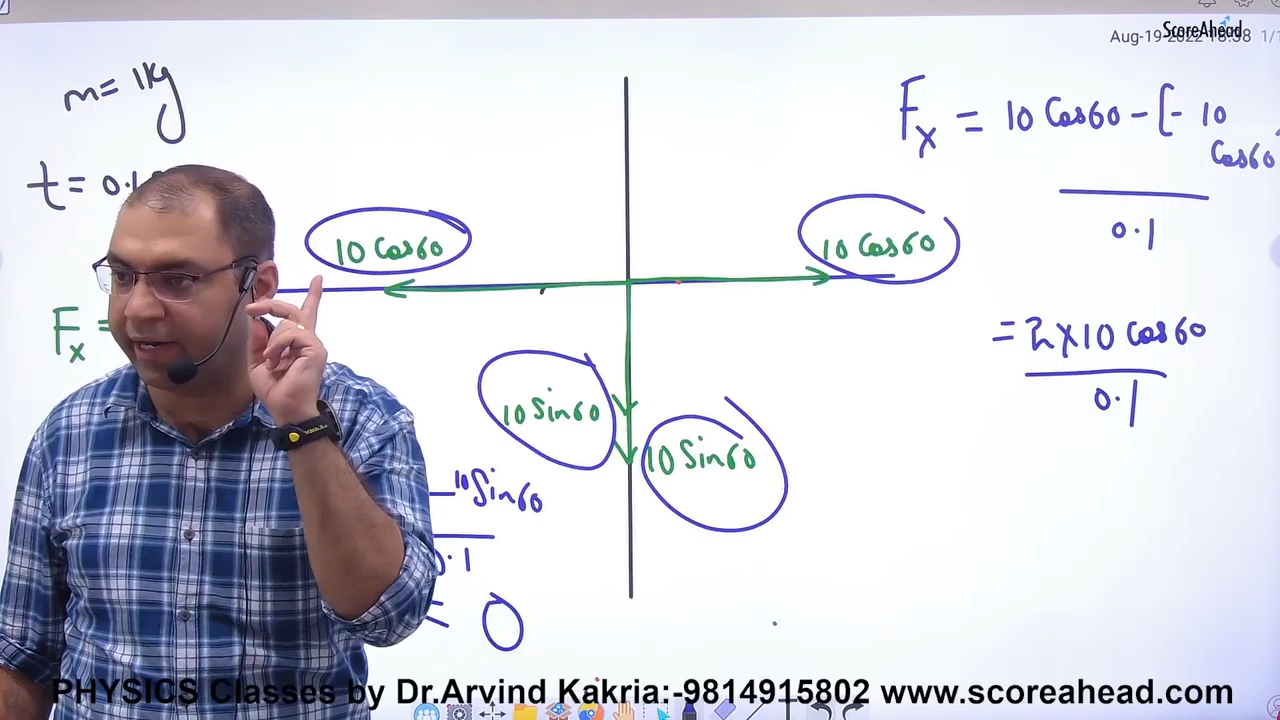 ScoreAhead
Aug-19-2022 18:38 1/1
m= 1kg
t= 0.1
10 Cos60
10 Cos60
Fx = 10 Cos60 - [- 10
Cos60
0.1
Fx =
= 2 x 10 Cos60
0.1
10 Sin60
10 Sin60
- 10 Sin60
0.1
= 0
PHYSICS Classes by Dr.Arvind Kakria:-9814915802 www.scoreahead.com